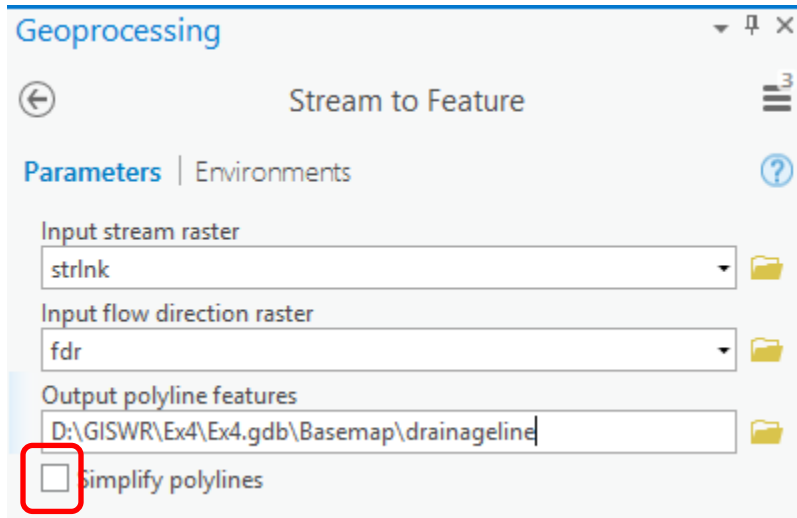 Geoprocessing
Stream to Feature
3
Parameters | Environments
?
Input stream raster
strlnk
Input flow direction raster
fdr
Output polyline features
D:\GISWR\Ex4\Ex4.gdb\Basemap\drainageline
Simplify polylines